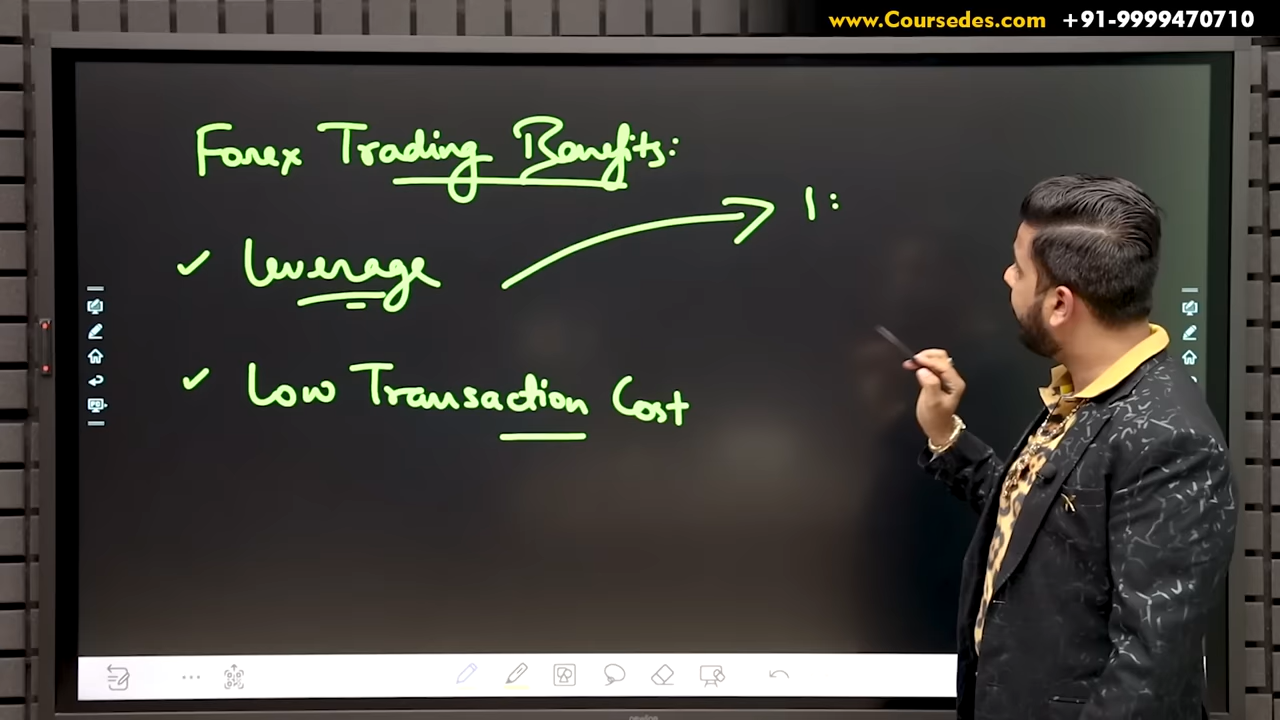 www.Coursedes.com +91-9999470710
Forex Trading Benefits:
1:
✓ Leverage
✓ Low Transaction Cost